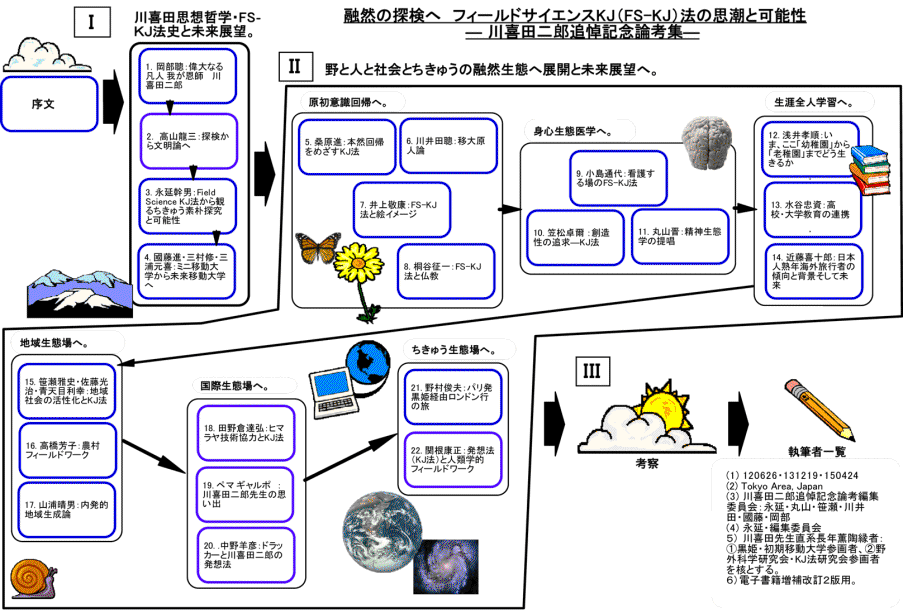 融然の探検へ　フィールドサイエンスKJ（FS-KJ）法の思潮と可能性
― 川喜田二郎追悼記念論考集―
Ⅰ
川喜田思想哲学・FS-
KJ法史と未来展望。
序文
1. 岡部聰：偉大なる
凡人 我が恩師　川
喜田二郎
2. 高山龍三：探検か
ら文明論へ
3. 永延幹男：Field
Science KJ法から観
るちきゅう素朴探究
と可能性
4. 國藤進・三村修・三
浦元喜：ミニ移動大
学から未来移動大学
へ
Ⅱ
野と人と社会とちきゅうの融然生態へ展開と未来展望へ。
原初意識回帰へ。
5. 桑原進：本然回帰
をめざすKJ法
6. 川井田聰：移大原
人論
7. 井上敬康：FS-KJ
法と絵イメージ
8. 桐谷征一：FS-KJ
法と仏教
身心生態医学へ。
9. 小島通代：看護す
る場のFS-KJ法
10. 笠松卓爾：創造
性の追求―KJ法
11. 丸山晋：精神生態
学の提唱
生涯全人学習へ。
12. 浅井孝順：い
ま、ここ「幼稚園」から
「老稚園」までどう生
きるか
13. 水谷忠資：高
校・大学教育の連携
.
14. 近藤喜十郎：日本
人熟年海外旅行者の
傾向と背景そして未
来
地域生態場へ。
15. 笹瀬雅史・佐藤光
治・青天目利幸：地域
社会の活性化とKJ法
16. 高橋芳子：農村
フィールドワーク
17. 山浦晴男：内発的
地域生成論
国際生態場へ。
18. 田野倉達弘：ヒマ
ラヤ技術協力とKJ法
19. ペマ ギャルポ　：
川喜田二郎先生の思
い出
20. .中野羊彦：ドラッ
カーと川喜田二郎の
発想法
ちきゅう生態場へ。
21. 野村俊夫：パリ発
黒姫経由ロンドン行
の旅
22. 関根康正：発想法
（KJ法）と人類学的
フィールドワーク
Ⅲ
考察
執筆者一覧
（1） 120626・131219・150424
（2） Tokyo Area, Japan
（3） 川喜田二郎追悼記念論考編集
委員会：永延・丸山・笹瀬・川井
田・國藤・岡部
（4） 永延・編集委員会
5） 川喜田先生直系長年薫陶縁者：
①黒姫・初期移動大学参画者、②野
外科学研究会・KJ法研究会参画者
を核とする。
6）電子書籍増補改訂2版用。